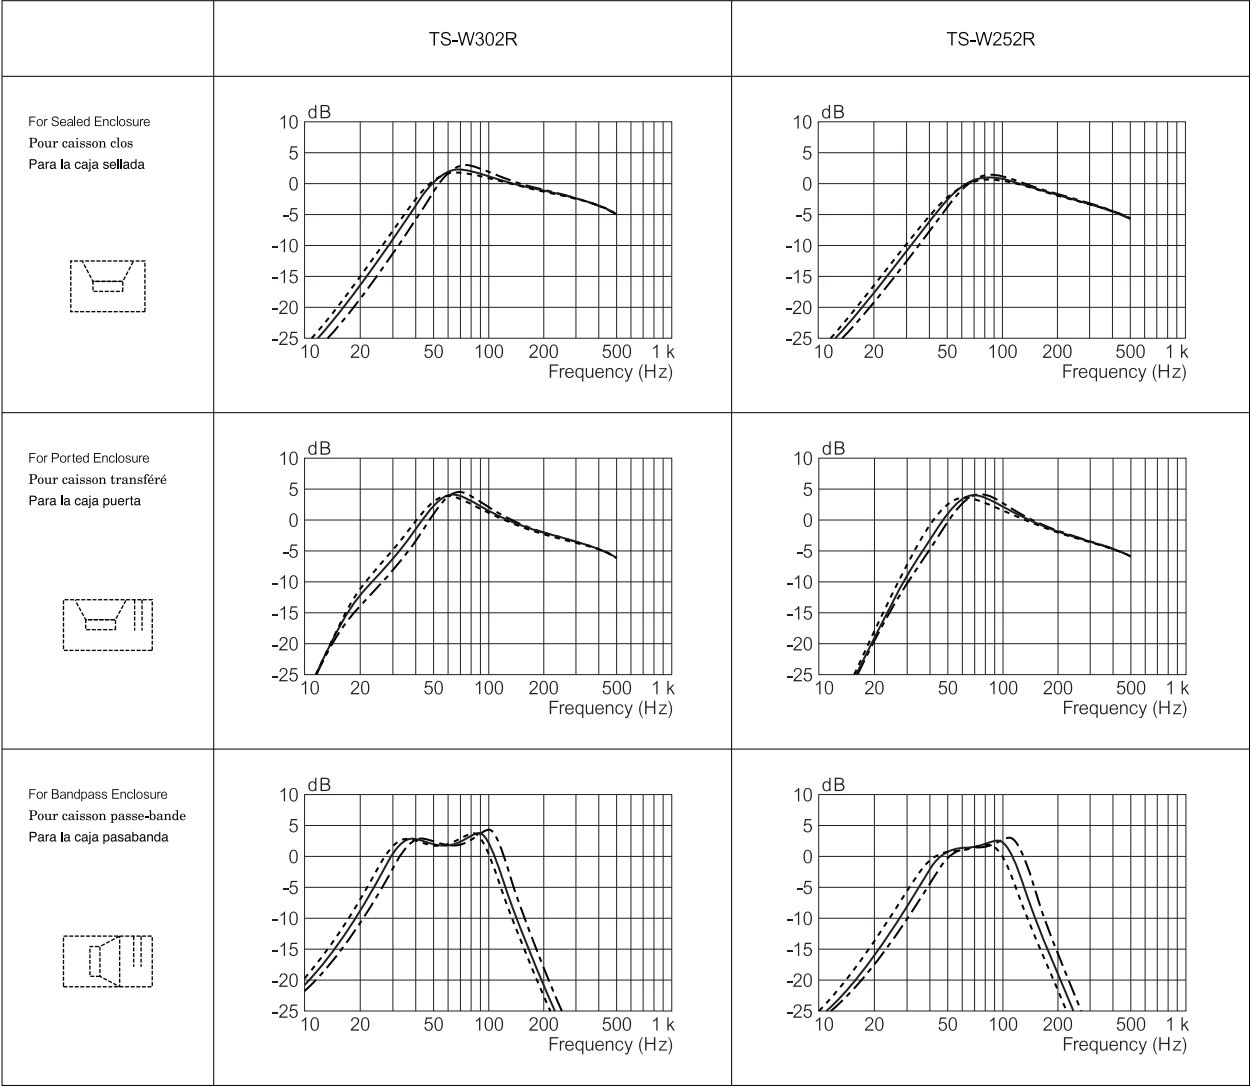 TS-W302R
TS-W252R
For Sealed Enclosure
Pour caisson clos
Para la caja sellada
dB
10
5
0
-5
-10
-15
-20
-25
10 20 50 100 200 500 1 k
Frequency (Hz)
dB
10
5
0
-5
-10
-15
-20
-25
10 20 50 100 200 500 1 k
Frequency (Hz)
For Ported Enclosure
Pour caisson transféré
Para la caja puerta
dB
10
5
0
-5
-10
-15
-20
-25
10 20 50 100 200 500 1 k
Frequency (Hz)
dB
10
5
0
-5
-10
-15
-20
-25
10 20 50 100 200 500 1 k
Frequency (Hz)
For Bandpass Enclosure
Pour caisson passe-bande
Para la caja pasabanda
dB
10
5
0
-5
-10
-15
-20
-25
10 20 50 100 200 500 1 k
Frequency (Hz)
dB
10
5
0
-5
-10
-15
-20
-25
10 20 50 100 200 500 1 k
Frequency (Hz)